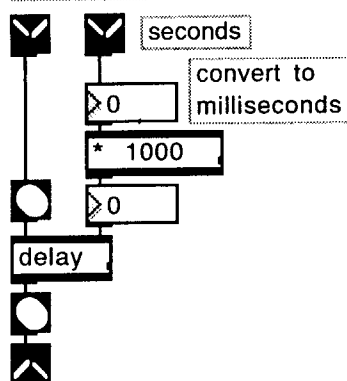 seconds
convert to
milliseconds
0
* 1000
0
delay